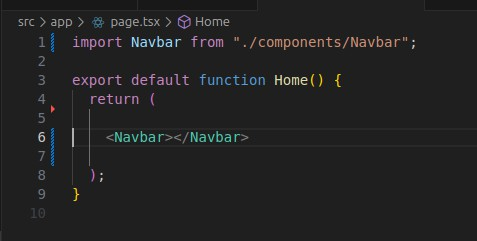 src > app > page.tsx > Home
1 import Navbar from "./components/Navbar";
2
3 export default function Home() {
4   return (
5
6     <Navbar></Navbar>
7
8   );
9 }
10